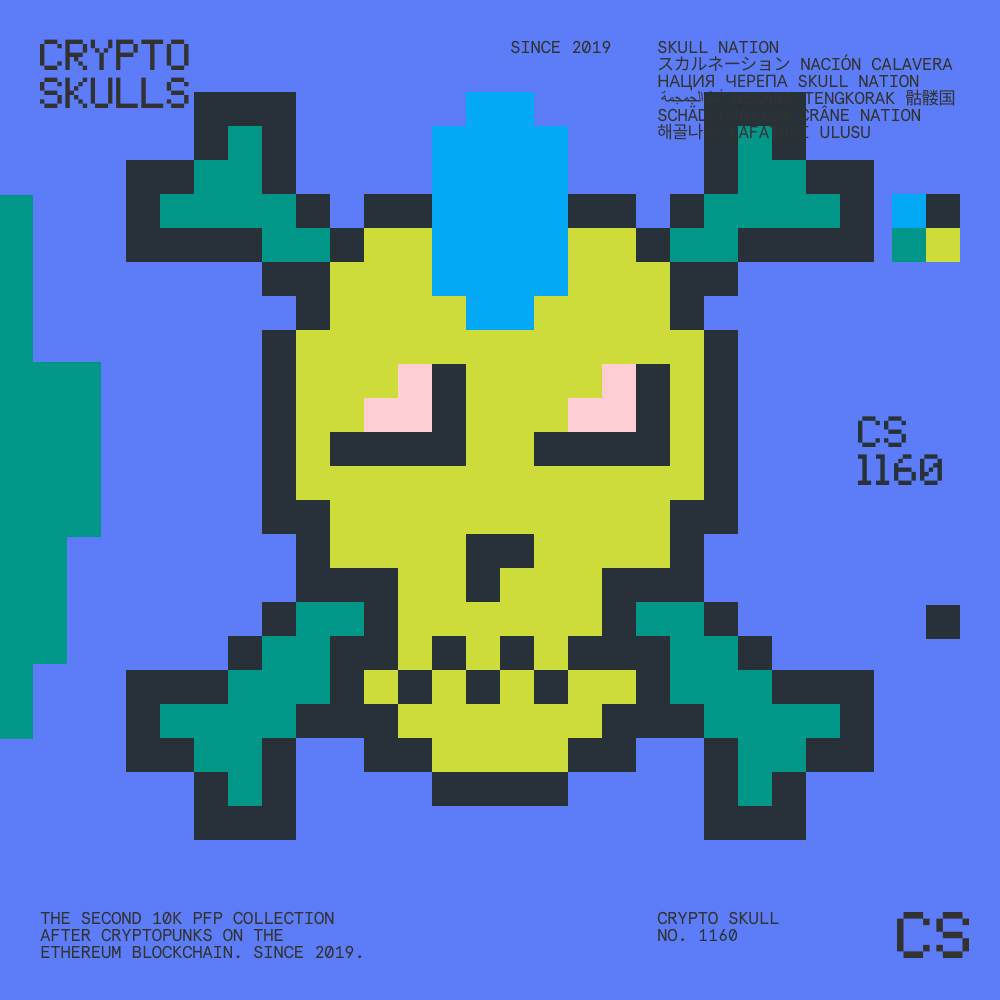 CRYPTO
SKULLS
SINCE 2019
SKULL NATION
スカルネーション NACIÓN CALAVERA
НАЦИЯ ЧЕРЕПА SKULL NATION
TENGKORAK 骷髅国
CRÂNE NATION
해골나 KAFATASI ULUSU
CS
1160
THE SECOND 10K PFP COLLECTION
AFTER CRYPTOPUNKS ON THE
ETHEREUM BLOCKCHAIN. SINCE 2019.
CRYPTO SKULL
NO. 1160
CS